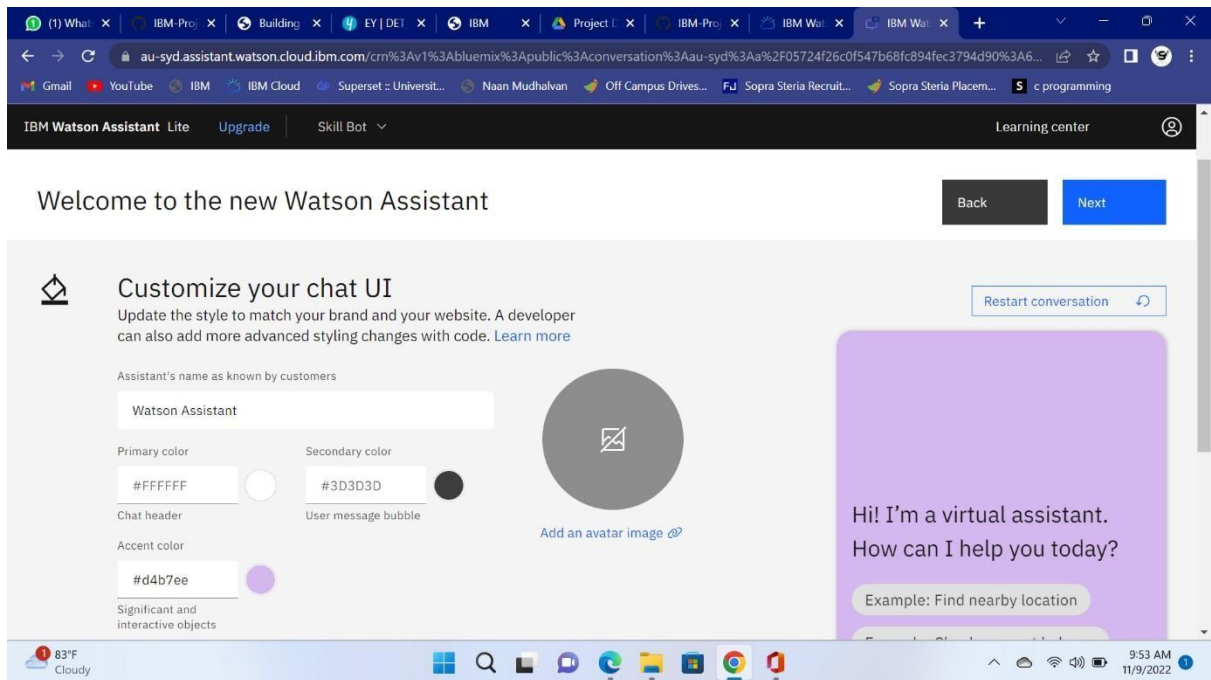 (1) What
IBM-Proj
Building
EY | DET
IBM
Project D
IBM-Proj
IBM Wat
IBM Wat
au-syd.assistant.watson.cloud.ibm.com/crn%3Av1%3Abluemix%3Apublic%3Aconversation%3Aau-syd%3Aa%2F05724f26c0f547b68fc894fec3794d90%3A6...
Gmail
YouTube
IBM
IBM Cloud
Superset :: Universit...
Naan Mudhalvan
Off Campus Drives...
Sopra Steria Recruit...
Sopra Steria Placem...
S c programming
IBM Watson Assistant Lite
Upgrade
Skill Bot
Learning center
Welcome to the new Watson Assistant
Back
Next
Customize your chat UI
Update the style to match your brand and your website. A developer
can also add more advanced styling changes with code. Learn more
Restart conversation
Assistant's name as known by customers
Watson Assistant
Primary color
Secondary color
#FFFFFF
#3D3D3D
Chat header
User message bubble
Add an avatar image
Accent color
#d4b7ee
Significant and
interactive objects
Hi! I'm a virtual assistant.
How can I help you today?
Example: Find nearby location
1
83°F
Cloudy
9:53 AM
11/9/2022
1